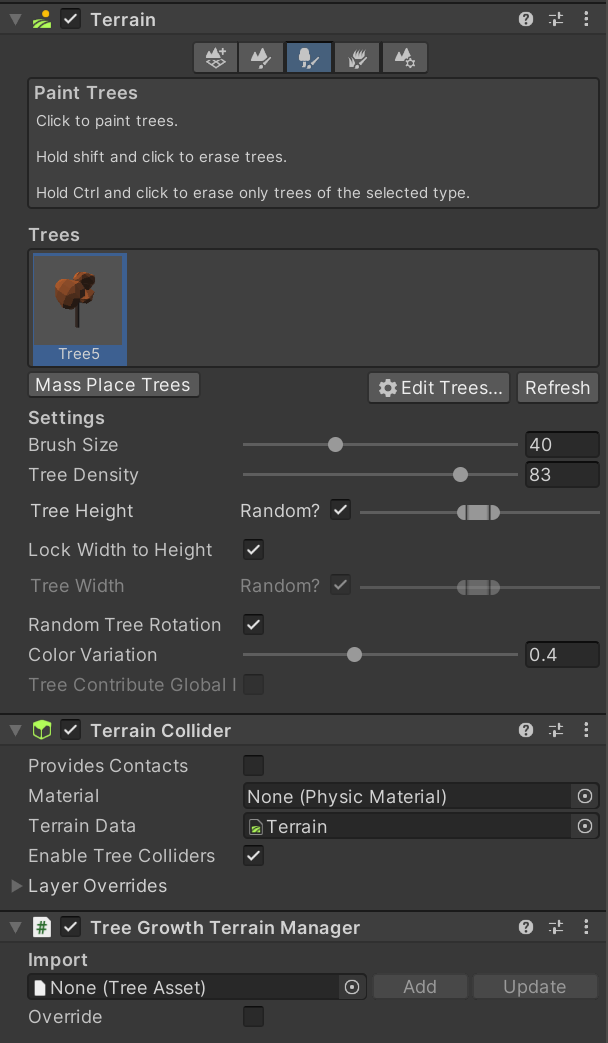 Terrain
Paint Trees
Click to paint trees.
Hold shift and click to erase trees.
Hold Ctrl and click to erase only trees of the selected type.
Trees
Tree5
Mass Place Trees
Edit Trees...
Refresh
Settings
Brush Size 40
Tree Density 83
Tree Height Random?
Lock Width to Height
Tree Width Random?
Random Tree Rotation
Color Variation 0.4
Tree Contribute Global I
Terrain Collider
Provides Contacts
Material None (Physic Material)
Terrain Data Terrain
Enable Tree Colliders
Layer Overrides
# Tree Growth Terrain Manager
Import
None (Tree Asset) Add Update
Override